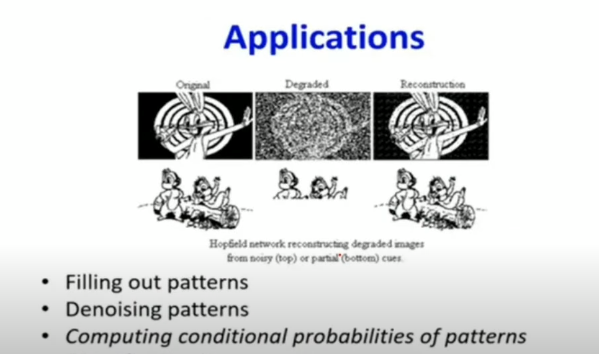 Applications
Original Degraded Reconstruction
Hopfield network reconstructing degraded images
from noisy (top) or partial (bottom) cues.
• Filling out patterns
• Denoising patterns
• Computing conditional probabilities of patterns